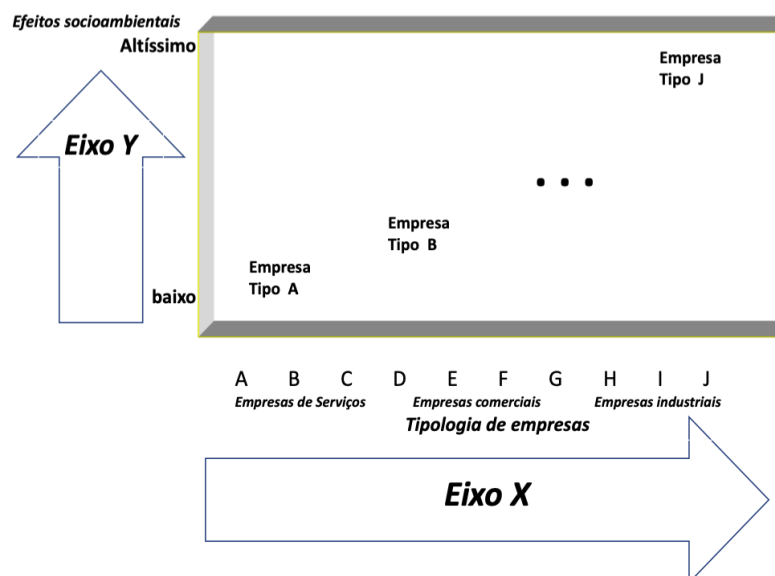 Efeitos socioambientais
Altíssimo
Empresa
Tipo J
Eixo Y
• • •
Empresa
Tipo B
Empresa
Tipo A
baixo
A B C D E F G H I J
Empresas de Serviços Empresas comerciais Empresas industriais
Tipologia de empresas
Eixo X